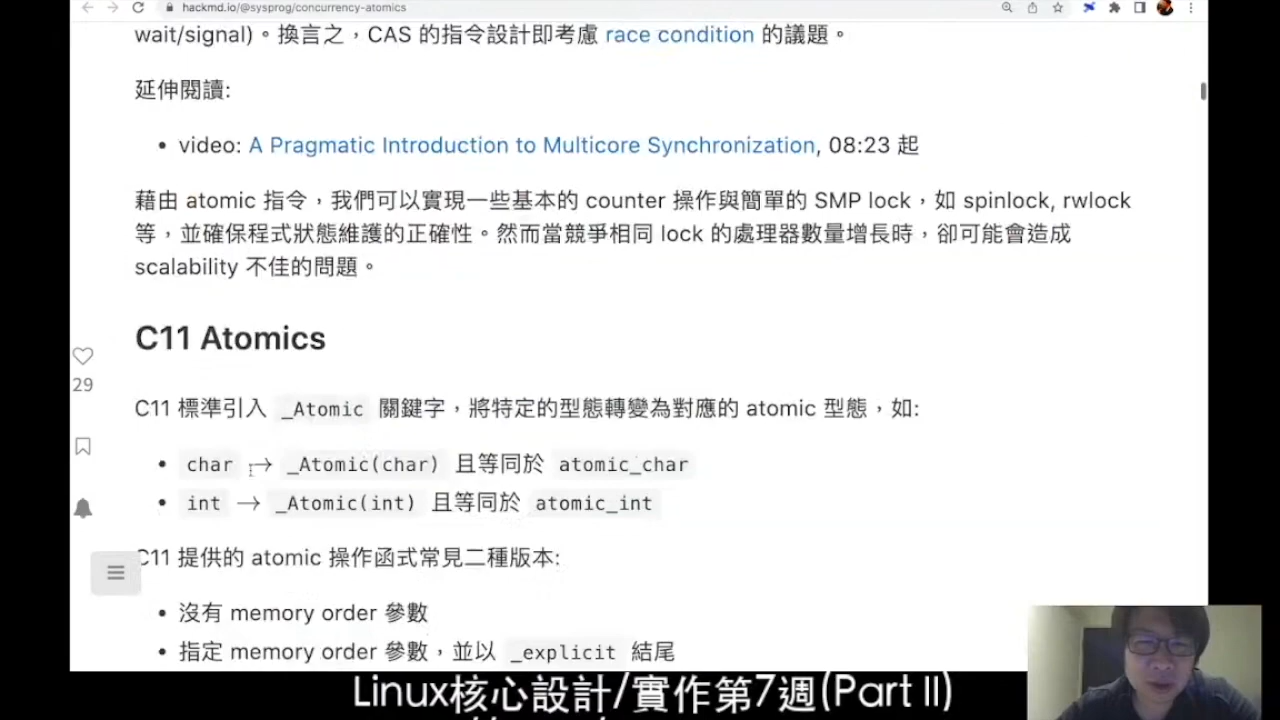 hackmd.io/@sysprog/concurrency-atomics
wait/signal)。換言之，CAS 的指令設計即考慮 race condition 的議題。
延伸閱讀:
• video: A Pragmatic Introduction to Multicore Synchronization, 08:23 起
藉由 atomic 指令，我們可以實現一些基本的 counter 操作與簡單的 SMP lock，如 spinlock, rwlock
等，並確保程式狀態維護的正確性。然而當競爭相同 lock 的處理器數量增長時，卻可能會造成
scalability 不佳的問題。
C11 Atomics
29
C11 標準引入 _Atomic 關鍵字，將特定的型態轉變為對應的 atomic 型態，如:
• char → _Atomic(char) 且等同於 atomic_char
• int → _Atomic(int) 且等同於 atomic_int
C11 提供的 atomic 操作函式常見二種版本:
• 沒有 memory order 參數
• 指定 memory order 參數，並以 _explicit 結尾
Linux核心設計/實作第7週(Part II)